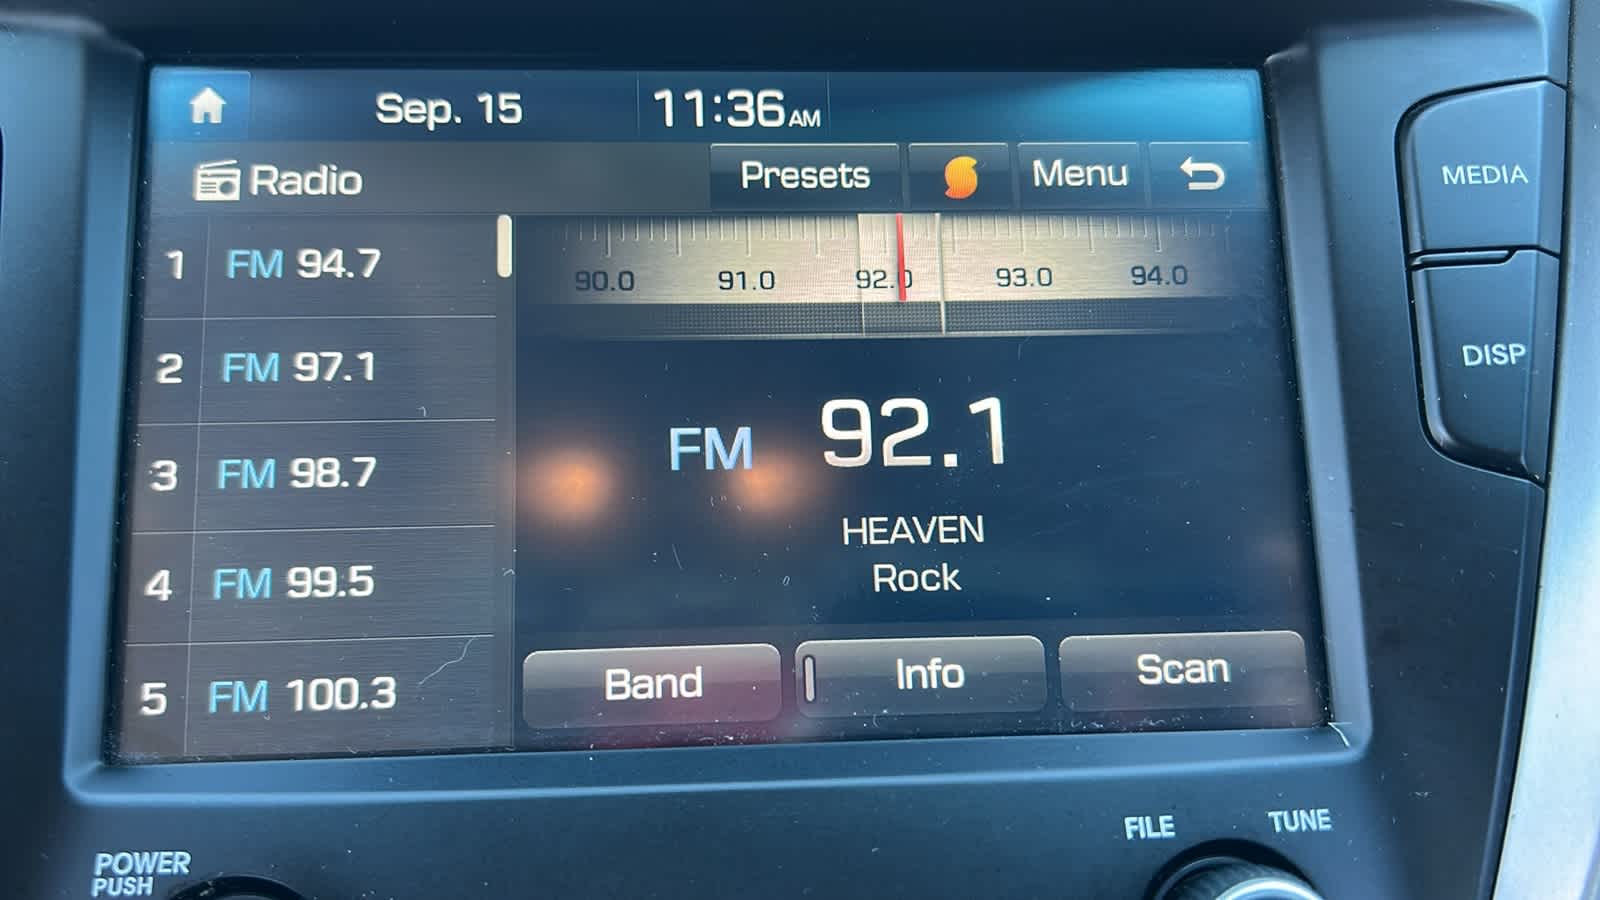 Sep. 15 11:36 AM
Radio Presets Menu
MEDIA
DISP
1 FM 94.7
2 FM 97.1
3 FM 98.7
4 FM 99.5
5 FM 100.3
90.0 91.0 92.0 93.0 94.0
FM 92.1
HEAVEN
Rock
Band Info Scan
FILE TUNE
POWER
PUSH